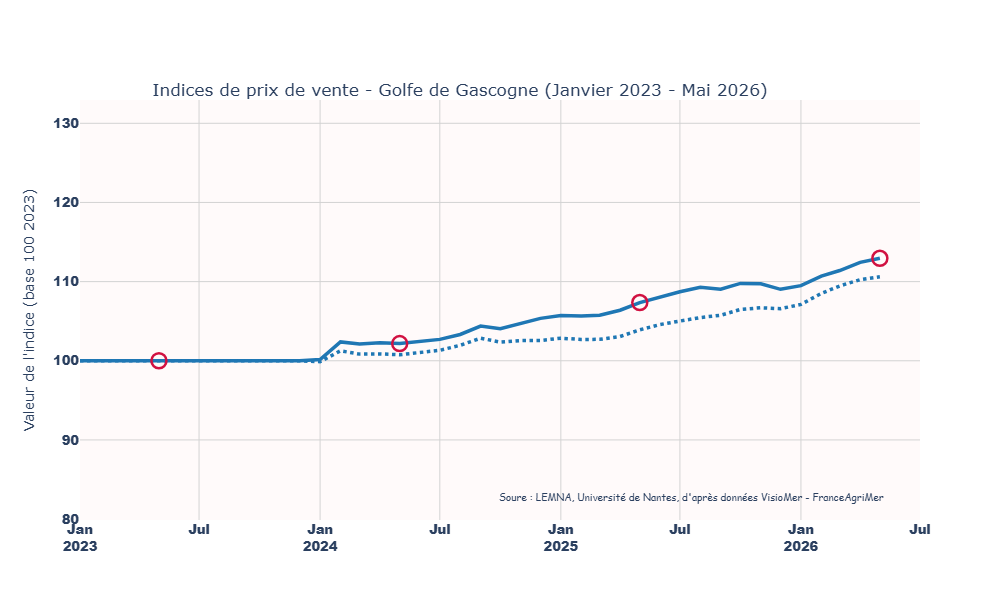 Indices de prix de vente - Golfe de Gascogne (Janvier 2023 - Mai 2026)
Valeur de l'indice (base 100 2023)
130
120
110
100
90
80
Soure : LEMNA, Université de Nantes, d'après données VisioMer - FranceAgriMer
Jan
2023
Jul
Jan
2024
Jul
Jan
2025
Jul
Jan
2026
Jul